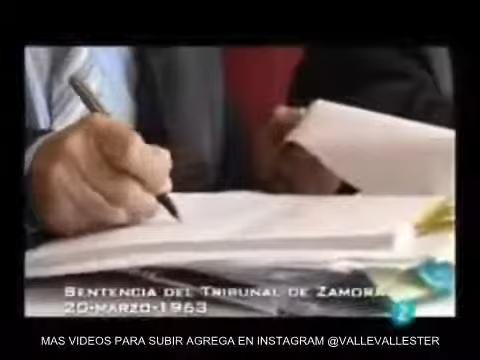 SENTENCIA DEL TRIBUNAL DE ZAMORA
20-MARZO-1963
MAS VIDEOS PARA SUBIR AGREGA EN INSTAGRAM @VALLEVALLESTER